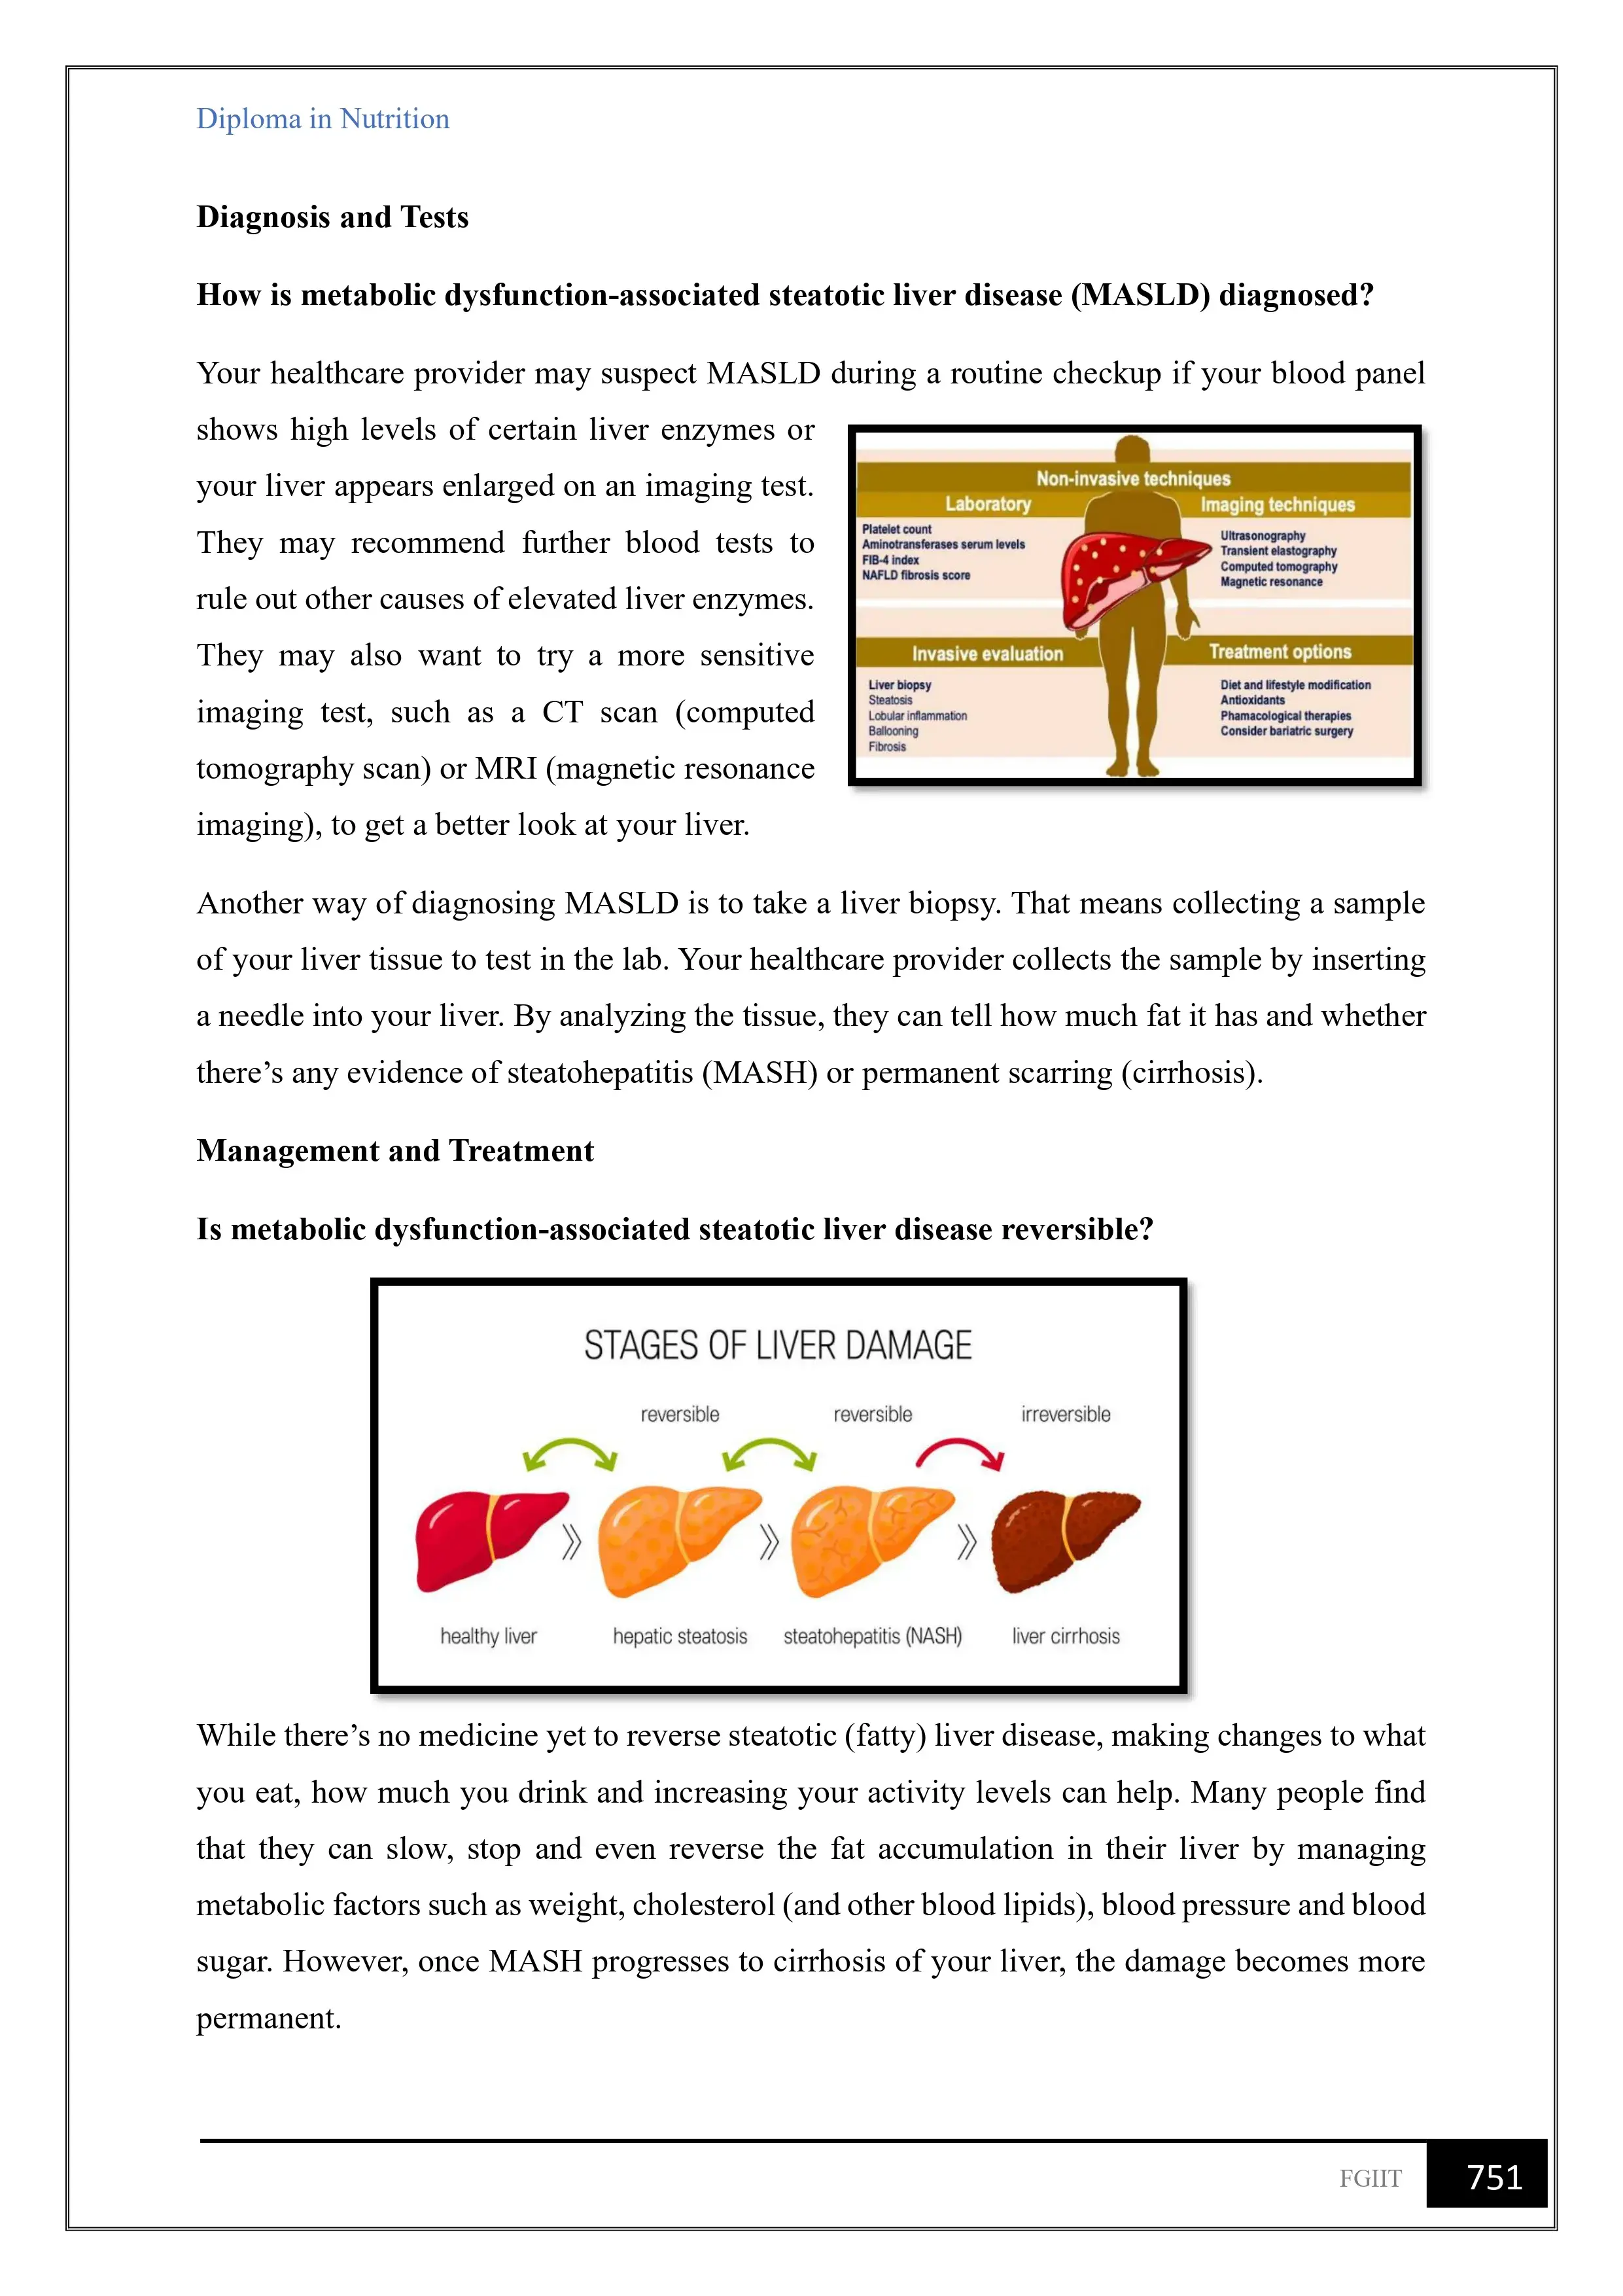 Diploma in Nutrition
Diagnosis and Tests
How is metabolic dysfunction-associated steatotic liver disease (MASLD) diagnosed?
Your healthcare provider may suspect MASLD during a routine checkup if your blood panel
shows high levels of certain liver enzymes or
your liver appears enlarged on an imaging test.
They may recommend further blood tests to
rule out other causes of elevated liver enzymes.
They may also want to try a more sensitive
imaging test, such as a CT scan (computed
tomography scan) or MRI (magnetic resonance
imaging), to get a better look at your liver.
Non-invasive techniques
Laboratory
Platelet count
Aminotransferases serum levels
FIB-4 index
NAFLD fibrosis score
Imaging techniques
Ultrasonography
Transient elastography
Computed tomography
Magnetic resonance
Invasive evaluation
Liver biopsy
Steatosis
Lobular inflammation
Ballooning
Fibrosis
Treatment options
Diet and lifestyle modification
Antioxidants
Phamacological therapies
Consider bariatric surgery
Another way of diagnosing MASLD is to take a liver biopsy. That means collecting a sample
of your liver tissue to test in the lab. Your healthcare provider collects the sample by inserting
a needle into your liver. By analyzing the tissue, they can tell how much fat it has and whether
there’s any evidence of steatohepatitis (MASH) or permanent scarring (cirrhosis).
Management and Treatment
Is metabolic dysfunction-associated steatotic liver disease reversible?
STAGES OF LIVER DAMAGE
reversible reversible irreversible
healthy liver hepatic steatosis steatohepatitis (NASH) liver cirrhosis
While there’s no medicine yet to reverse steatotic (fatty) liver disease, making changes to what
you eat, how much you drink and increasing your activity levels can help. Many people find
that they can slow, stop and even reverse the fat accumulation in their liver by managing
metabolic factors such as weight, cholesterol (and other blood lipids), blood pressure and blood
sugar. However, once MASH progresses to cirrhosis of your liver, the damage becomes more
permanent.
FGIIT 751